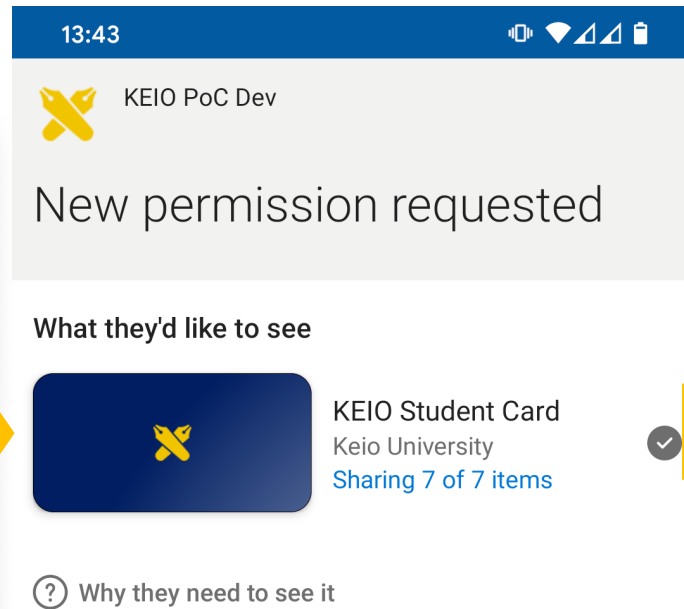 13:43
KEIO PoC Dev
New permission requested
What they'd like to see
KEIO Student Card
Keio University
Sharing 7 of 7 items
? Why they need to see it